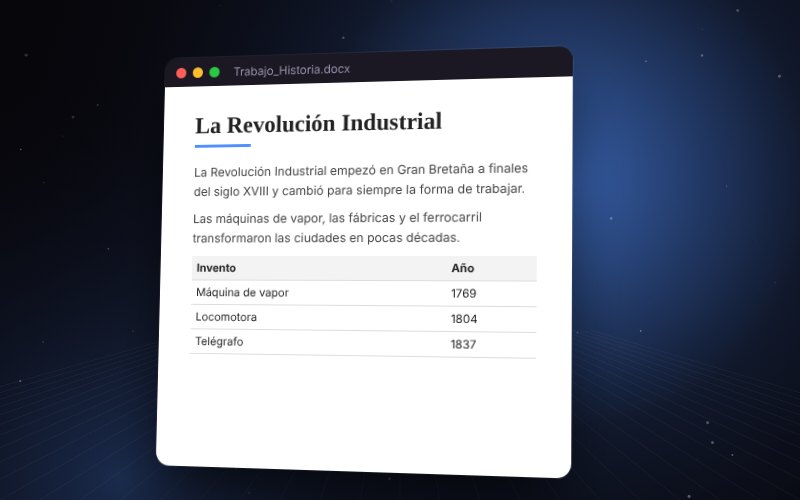 Trabajo_Historia.docx
La Revolución Industrial
La Revolución Industrial empezó en Gran Bretaña a finales
del siglo XVIII y cambió para siempre la forma de trabajar.
Las máquinas de vapor, las fábricas y el ferrocarril
transformaron las ciudades en pocas décadas.
Invento Año
Máquina de vapor 1769
Locomotora 1804
Telégrafo 1837